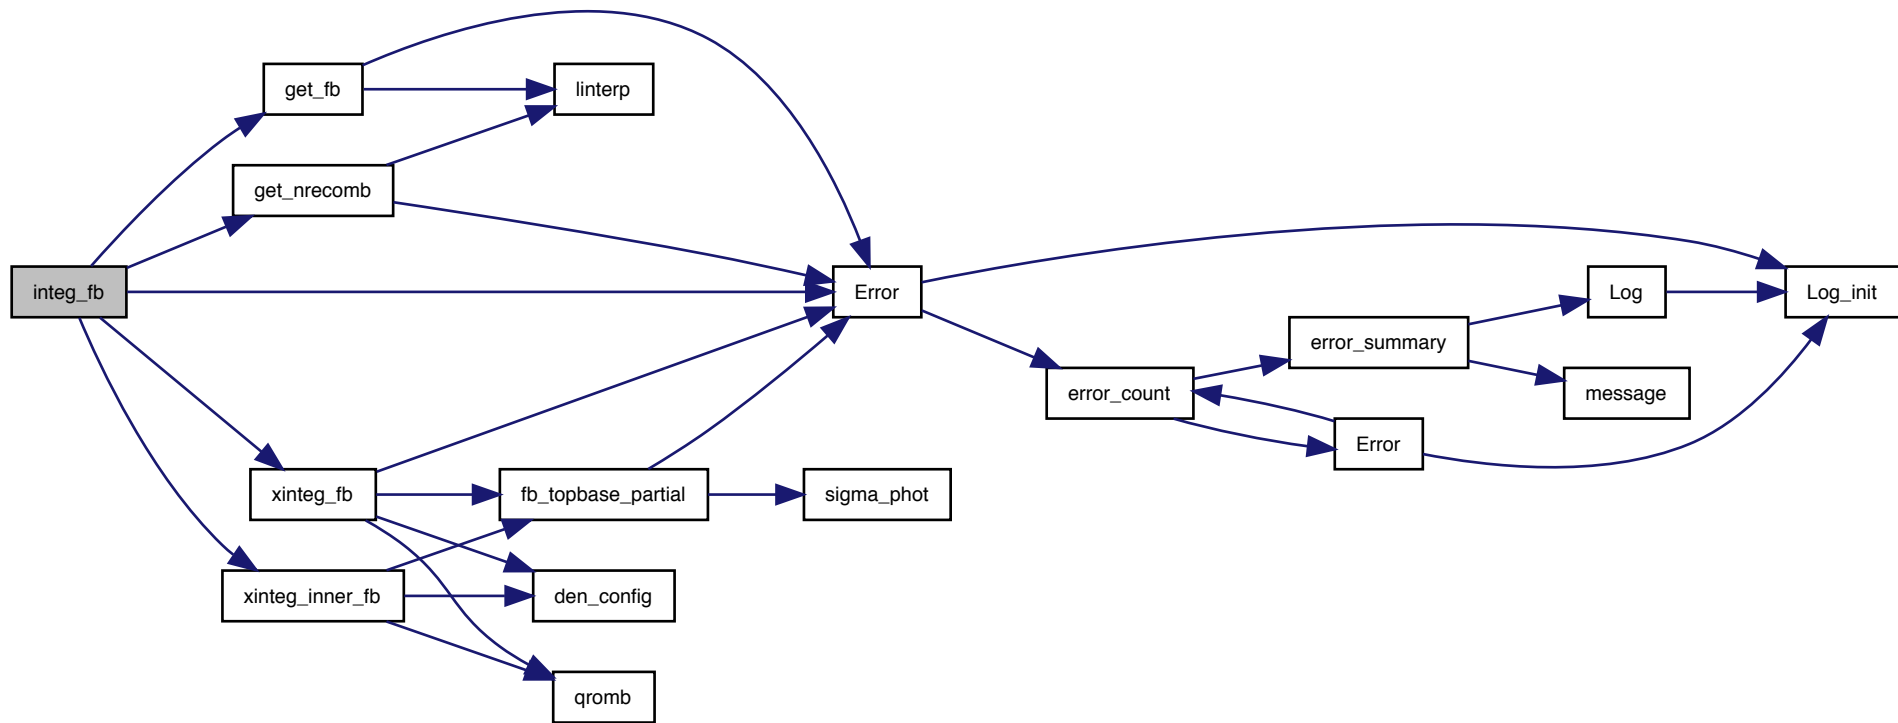 get_fb
linterp
get_nrecomb
integ_fb
Error
Log
Log_init
error_summary
error_count
message
Error
xinteg_fb
fb_topbase_partial
sigma_phot
xinteg_inner_fb
den_config
qromb